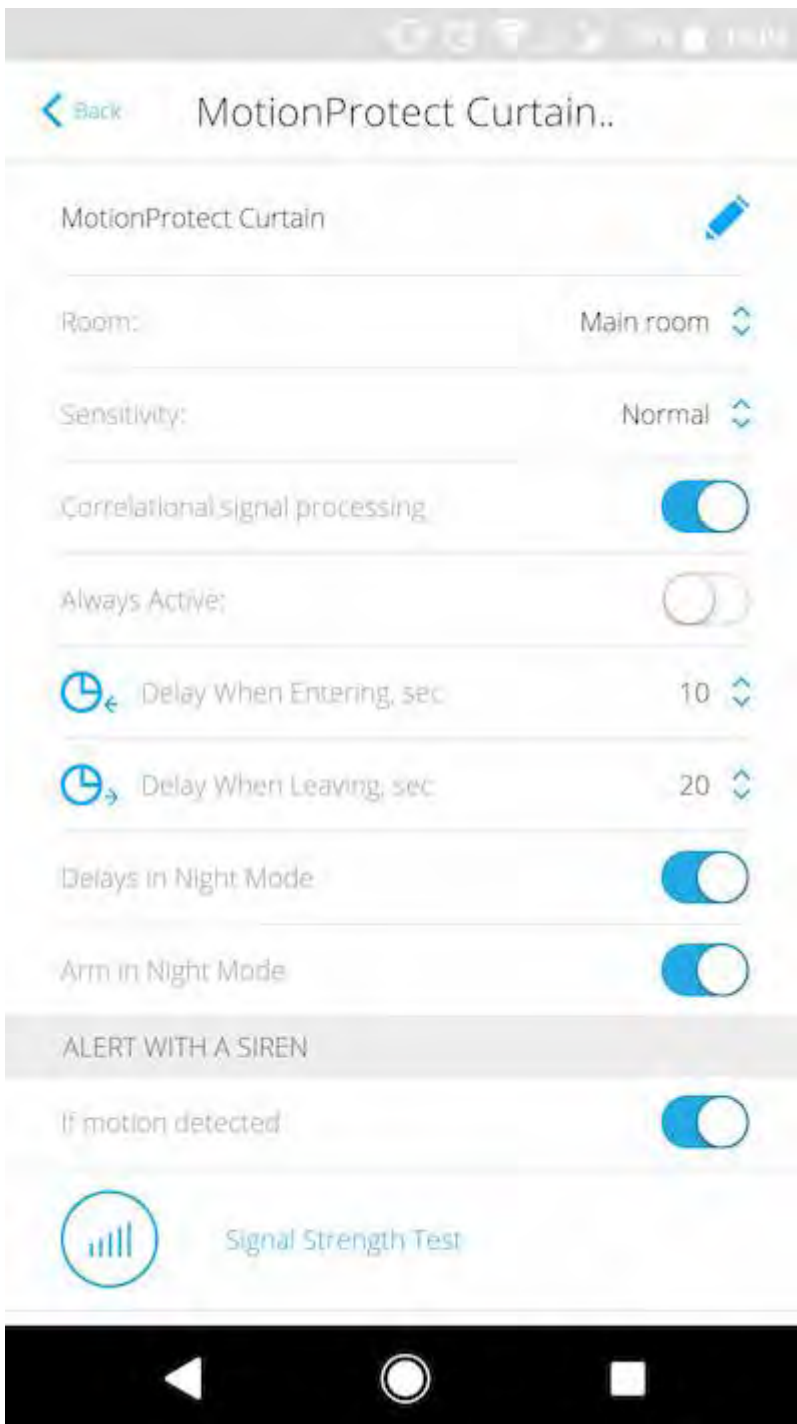 Back
MotionProtect Curtain..
MotionProtect Curtain
Room: Main room
Sensitivity: Normal
Correlational signal processing
Always Active:
Delay When Entering, sec 10
Delay When Leaving, sec 20
Delays in Night Mode
Arm in Night Mode
ALERT WITH A SIREN
If motion detected
Signal Strength Test